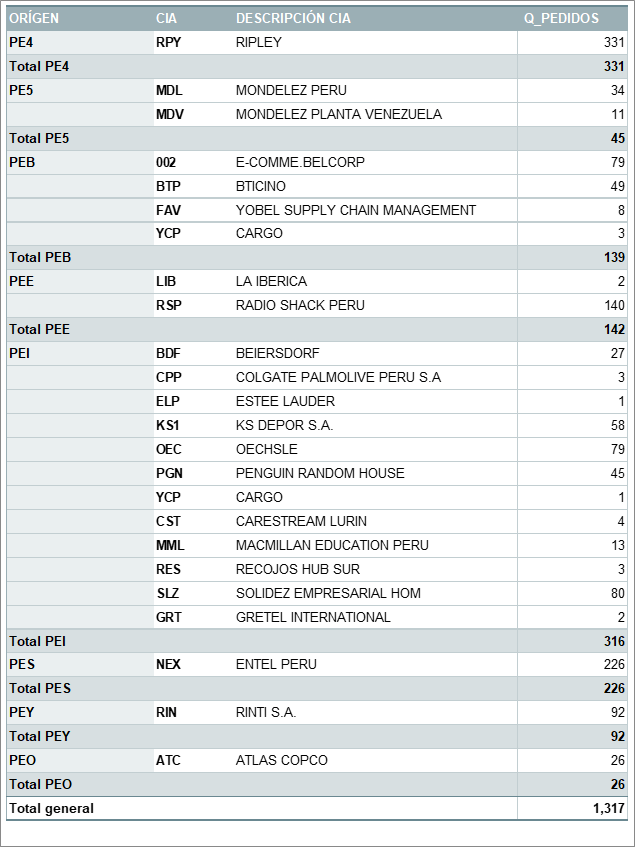 ORÍGEN CIA DESCRIPCIÓN CIA Q_PEDIDOS
PE4 RPY RIPLEY 331
Total PE4 331
PE5 MDL MONDELEZ PERU 34
MDV MONDELEZ PLANTA VENEZUELA 11
Total PE5 45
PEB 002 E-COMME.BELCORP 79
BTP BTICINO 49
FAV YOBEL SUPPLY CHAIN MANAGEMENT 8
YCP CARGO 3
Total PEB 139
PEE LIB LA IBERICA 2
RSP RADIO SHACK PERU 140
Total PEE 142
PEI BDF BEIERSDORF 27
CPP COLGATE PALMOLIVE PERU S.A 3
ELP ESTEE LAUDER 1
KS1 KS DEPOR S.A. 58
OEC OECHSLE 79
PGN PENGUIN RANDOM HOUSE 45
YCP CARGO 1
CST CARESTREAM LURIN 4
MML MACMILLAN EDUCATION PERU 13
RES RECOJOS HUB SUR 3
SLZ SOLIDEZ EMPRESARIAL HOM 80
GRT GRETEL INTERNATIONAL 2
Total PEI 316
PES NEX ENTEL PERU 226
Total PES 226
PEY RIN RINTI S.A. 92
Total PEY 92
PEO ATC ATLAS COPCO 26
Total PEO 26
Total general 1,317